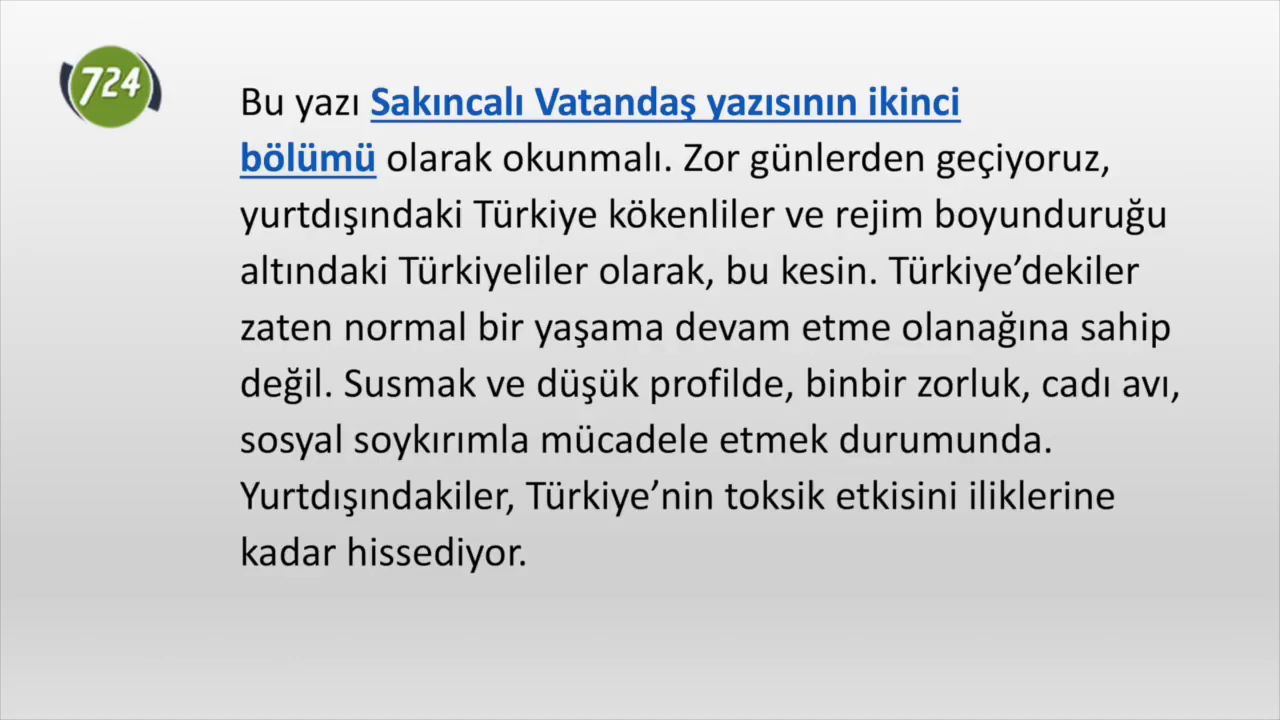 724
Bu yazı Sakıncalı Vatandaş yazısının ikinci
bölümü olarak okunmalı. Zor günlerden geçiyoruz,
yurtdışındaki Türkiye kökenliler ve rejim boyunduruğu
altındaki Türkiyeliler olarak, bu kesin. Türkiye’dekiler
zaten normal bir yaşama devam etme olanağına sahip
değil. Susmak ve düşük profilde, binbir zorluk, cadı avı,
sosyal soykırımla mücadele etmek durumunda.
Yurtdışındakiler, Türkiye’nin toksik etkisini iliklerine
kadar hissediyor.